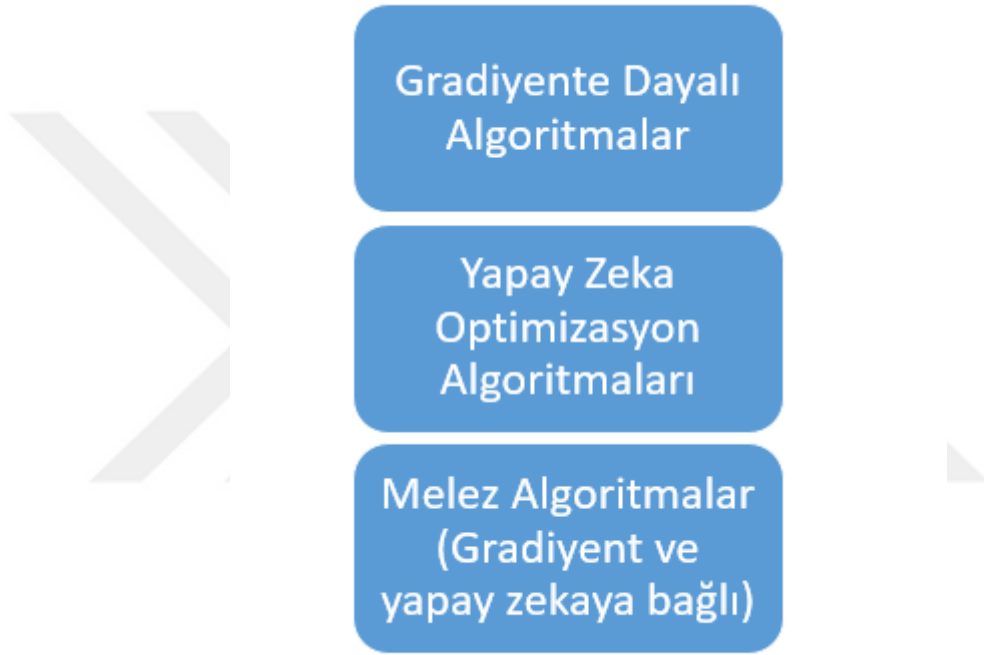 Gradiyente Dayalı
Algoritmalar
Yapay Zeka
Optimizasyon
Algoritmaları
Melez Algoritmalar
(Gradiyent ve
yapay zekaya bağlı)